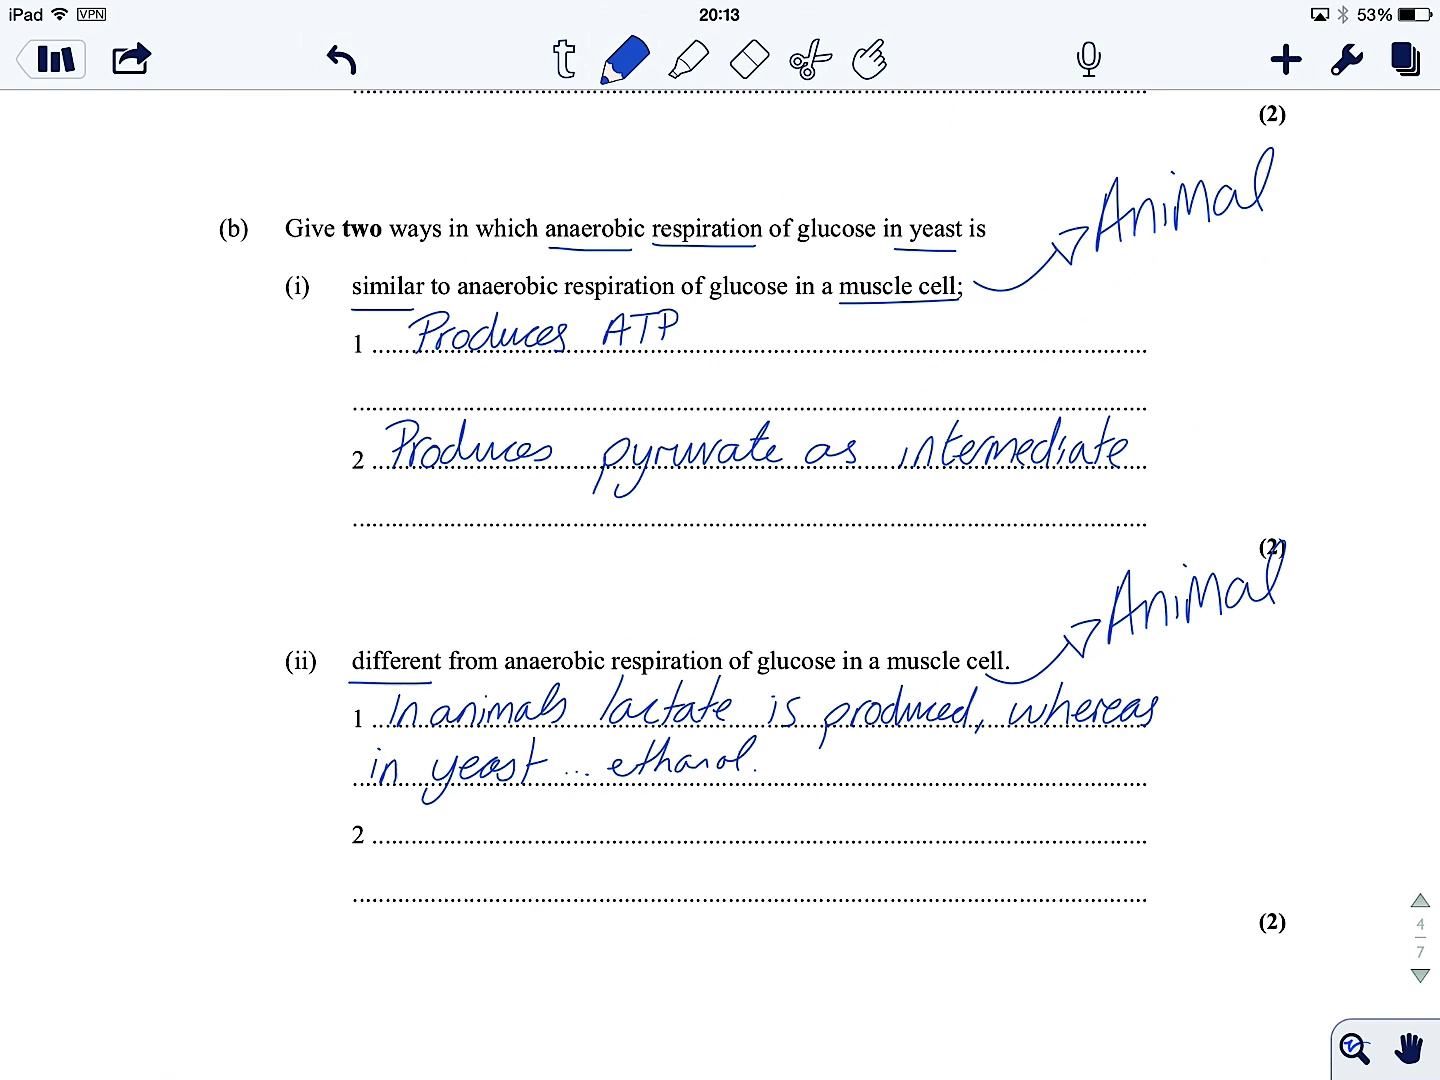 iPad VPN 20:13 53%
t
(2)
Animal
(b) Give two ways in which anaerobic respiration of glucose in yeast is
(i) similar to anaerobic respiration of glucose in a muscle cell;
1 Produces ATP
2 Produces pyruvate as intermediate
(2)
Animal
(ii) different from anaerobic respiration of glucose in a muscle cell.
1 In animals lactate is produced, whereas
in yeast ... ethanol.
2
(2)
4
7